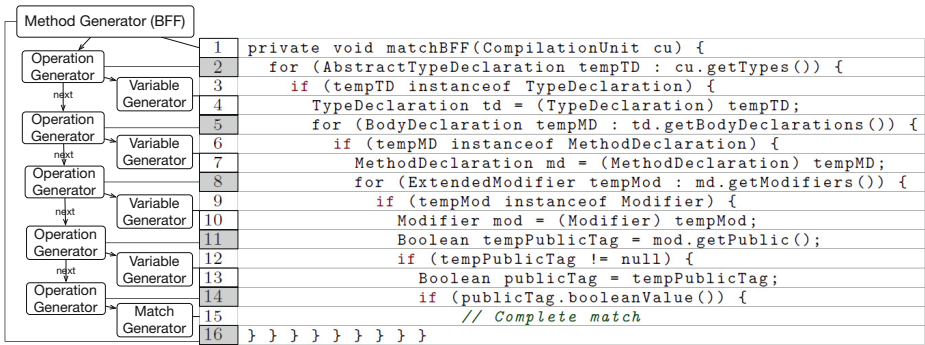 Method Generator (BFF)
Operation
Generator
next
Variable
Generator
Operation
Generator
next
Variable
Generator
Operation
Generator
next
Variable
Generator
Operation
Generator
next
Variable
Generator
Operation
Generator
Match
Generator
1 private void matchBFF(CompilationUnit cu) {
2 for (AbstractTypeDeclaration tempTD : cu.getTypes()) {
3 if (tempTD instanceof TypeDeclaration) {
4 TypeDeclaration td = (TypeDeclaration) tempTD;
5 for (BodyDeclaration tempMD : td.getBodyDeclarations()) {
6 if (tempMD instanceof MethodDeclaration) {
7 MethodDeclaration md = (MethodDeclaration) tempMD;
8 for (ExtendedModifier tempMod : md.getModifiers()) {
9 if (tempMod instanceof Modifier) {
10 Modifier mod = (Modifier) tempMod;
11 Boolean tempPublicTag = mod.getPublic();
12 if (tempPublicTag != null) {
13 Boolean publicTag = tempPublicTag;
14 if (publicTag.booleanValue()) {
15 // Complete match
16 } } } } } } } } }